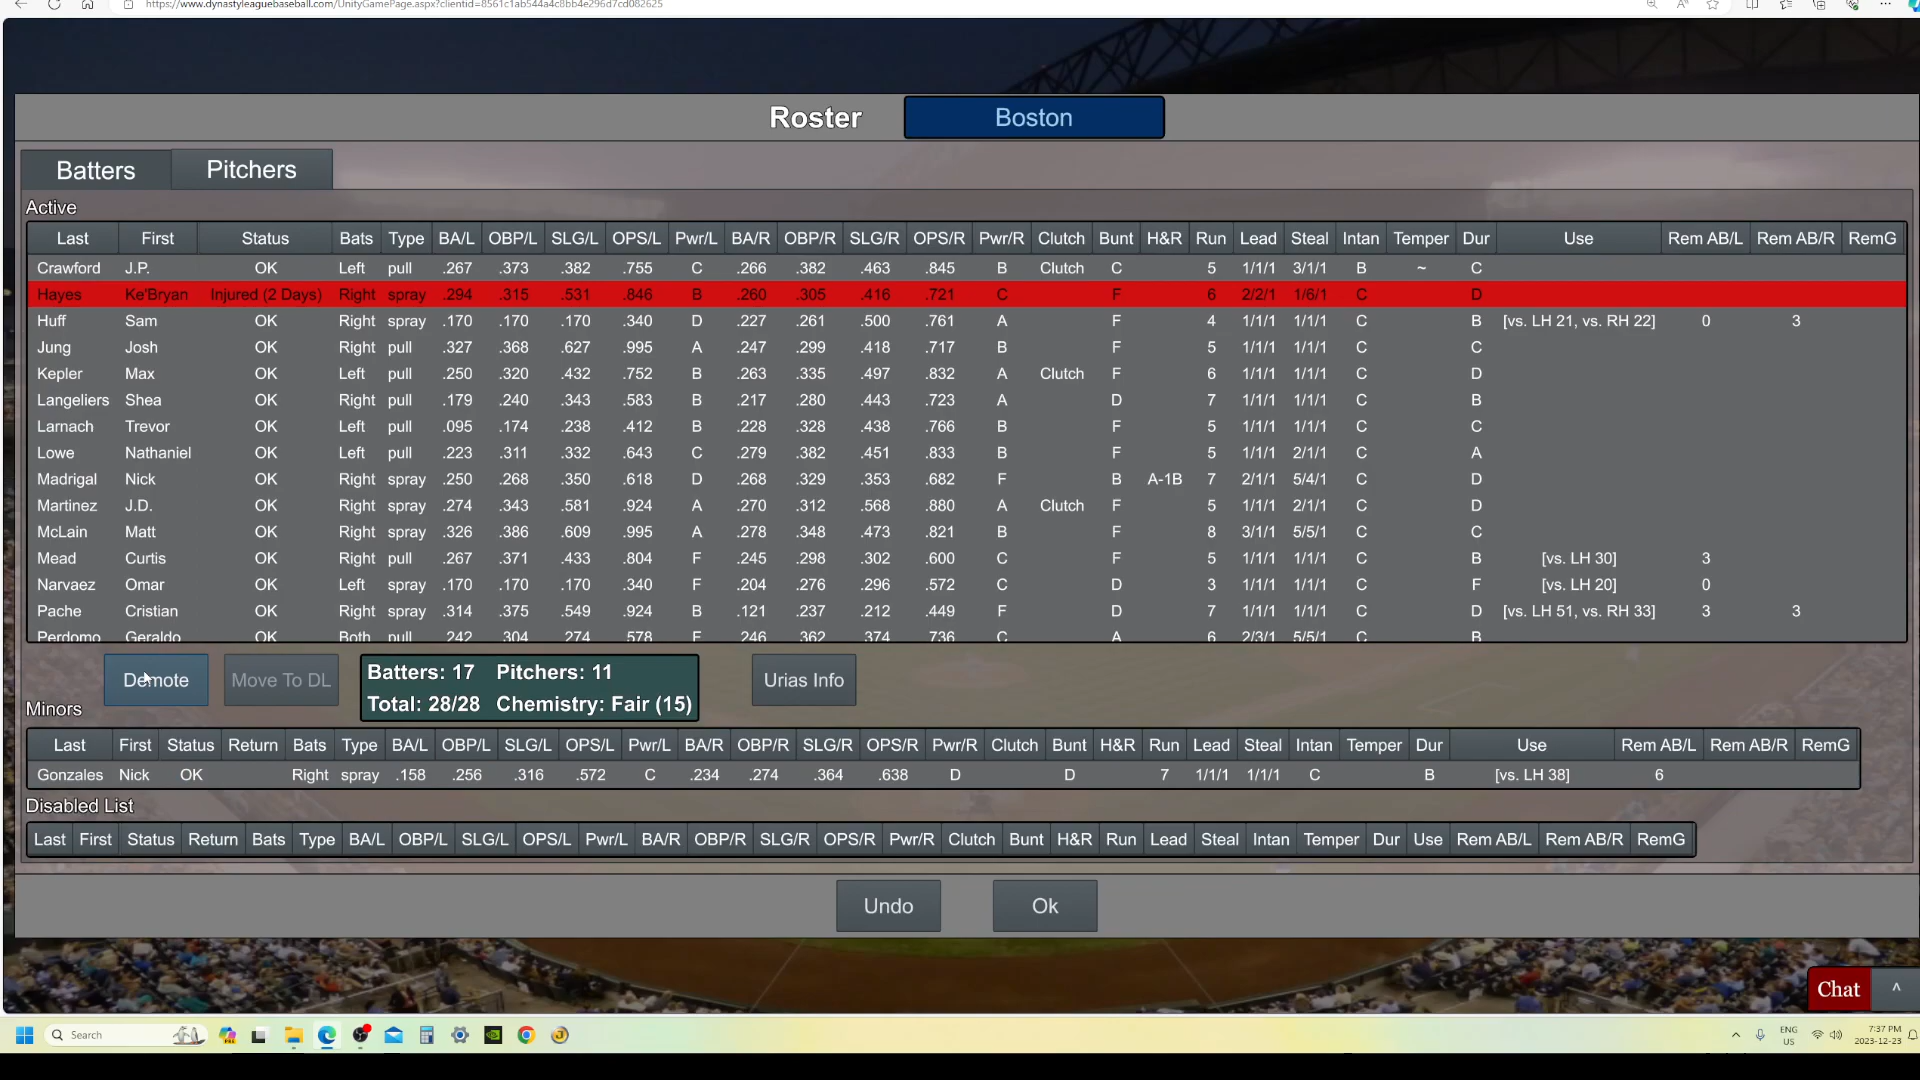 https://www.dynastyleaguebaseball.com/UnityGamePage.aspx?clientid=8561c1ab544a4c8bb4e296d7cd082625
Roster Boston
Batters Pitchers
Active
Last First Status Bats Type BA/L OBP/L SLG/L OPS/L Pwr/L BA/R OBP/R SLG/R OPS/R Pwr/R Clutch Bunt H&R Run Lead Steal Intan Temper Dur Use Rem AB/L Rem AB/R RemG
Crawford J.P. OK Left pull .267 .373 .382 .755 C .266 .382 .463 .845 B Clutch C 5 1/1/1 3/1/1 B ~ C
Hayes Ke'Bryan Injured (2 Days) Right spray .294 .315 .531 .846 B .260 .305 .416 .721 C F 6 2/2/1 1/6/1 C D
Huff Sam OK Right spray .170 .170 .170 .340 D .227 .261 .500 .761 A F 4 1/1/1 1/1/1 C B [vs. LH 21, vs. RH 22] 0 3
Jung Josh OK Right pull .327 .368 .627 .995 A .247 .299 .418 .717 B F 5 1/1/1 1/1/1 C C
Kepler Max OK Left pull .250 .320 .432 .752 B .263 .335 .497 .832 A Clutch F 6 1/1/1 1/1/1 C D
Langeliers Shea OK Right pull .179 .240 .343 .583 B .217 .280 .443 .723 A D 7 1/1/1 1/1/1 C B
Larnach Trevor OK Left pull .095 .174 .238 .412 B .228 .328 .438 .766 B F 5 1/1/1 1/1/1 C C
Lowe Nathaniel OK Left pull .223 .311 .332 .643 C .279 .382 .451 .833 B F 5 1/1/1 2/1/1 C A
Madrigal Nick OK Right spray .250 .268 .350 .618 D .268 .329 .353 .682 F B A-1B 7 2/1/1 5/4/1 C D
Martinez J.D. OK Right spray .274 .343 .581 .924 A .270 .312 .568 .880 A Clutch F 5 1/1/1 2/1/1 C D
McLain Matt OK Right spray .326 .386 .609 .995 A .278 .348 .473 .821 B F 8 3/1/1 5/5/1 C C
Mead Curtis OK Right pull .267 .371 .433 .804 F .245 .298 .302 .600 C F 5 1/1/1 1/1/1 C B [vs. LH 30] 3
Narvaez Omar OK Left spray .170 .170 .170 .340 F .204 .276 .296 .572 C D 3 1/1/1 1/1/1 C F [vs. LH 20] 0
Pache Cristian OK Right spray .314 .375 .549 .924 B .121 .237 .212 .449 F D 7 1/1/1 1/1/1 C D [vs. LH 51, vs. RH 33] 3 3
Perdomo Geraldo OK Both pull .242 .304 .274 .578 F .246 .362 .374 .736 C A 6 2/3/1 5/5/1 C B
Demote Move To DL Batters: 17 Pitchers: 11 Urias Info
Total: 28/28 Chemistry: Fair (15)
Minors
Last First Status Return Bats Type BA/L OBP/L SLG/L OPS/L Pwr/L BA/R OBP/R SLG/R OPS/R Pwr/R Clutch Bunt H&R Run Lead Steal Intan Temper Dur Use Rem AB/L Rem AB/R RemG
Gonzales Nick OK Right spray .158 .256 .316 .572 C .234 .274 .364 .638 D D 7 1/1/1 1/1/1 C B [vs. LH 38] 6
Disabled List
Last First Status Return Bats Type BA/L OBP/L SLG/L OPS/L Pwr/L BA/R OBP/R SLG/R OPS/R Pwr/R Clutch Bunt H&R Run Lead Steal Intan Temper Dur Use Rem AB/L Rem AB/R RemG
Undo Ok
Chat ^
Search ENG US 7:37 PM 2023-12-23